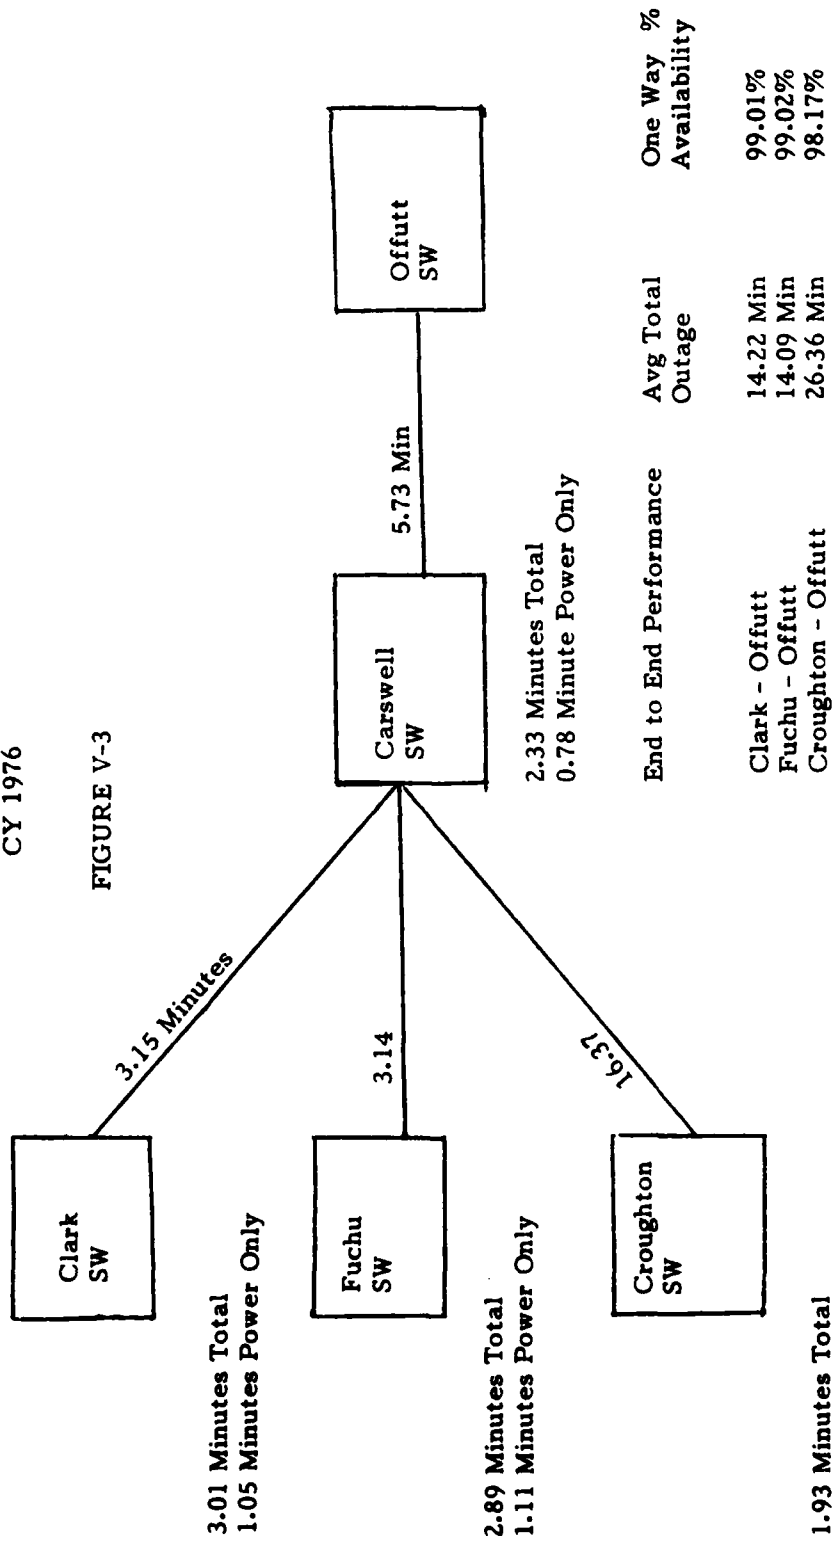 CY 1976
FIGURE V-3
Clark
SW
3.01 Minutes Total
1.05 Minutes Power Only
3.15 Minutes
Fuchu
SW
2.89 Minutes Total
1.11 Minutes Power Only
3.14
Croughton
SW
1.93 Minutes Total
16.37
Carswell
SW
2.33 Minutes Total
0.78 Minute Power Only
5.73 Min
Offutt
SW
End to End Performance Avg Total One Way %
Outage Availability
Clark - Offutt 14.22 Min 99.01%
Fuchu - Offutt 14.09 Min 99.02%
Croughton - Offutt 26.36 Min 98.17%